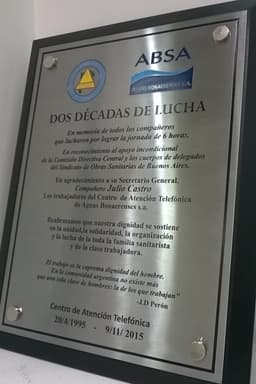 ABSA
AGUAS BONAERENSES S.A.
DOS DÉCADAS DE LUCHA
En memoria de todos los compañeros
que lucharon por lograr la jornada de 6 horas.
En reconocimiento al apoyo incondicional
de la Comisión Directiva Central y los cuerpos de delegados
del Sindicato de Obras Sanitarias de Buenos Aires.
En agradecimiento a su Secretario General,
Compañero Julio Castro
Los trabajadores del Centro de Atención Telefónica
de Aguas Bonaerenses s.a.
Reafirmamos que nuestra dignidad se sostiene
en la unidad, la solidaridad, la organización
y la lucha de la toda la familia sanitarista
y de la clase trabajadora.
El trabajo es la suprema dignidad del hombre.
En la comunidad argentina no existe más
que una sola clase de hombres: la de los que trabajan"
-J.D Perón
Centro de Atención Telefónica
20/4/1995 - 9/11/2015